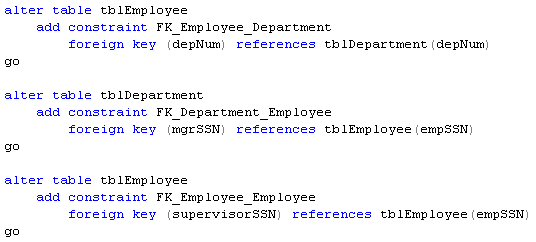 alter table tblEmployee
    add constraint FK_Employee_Department
        foreign key (depNum) references tblDepartment(depNum)
go
alter table tblDepartment
    add constraint FK_Department_Employee
        foreign key (mgrSSN) references tblEmployee(empSSN)
go
alter table tblEmployee
    add constraint FK_Employee_Employee
        foreign key (supervisorSSN) references tblEmployee(empSSN)
go